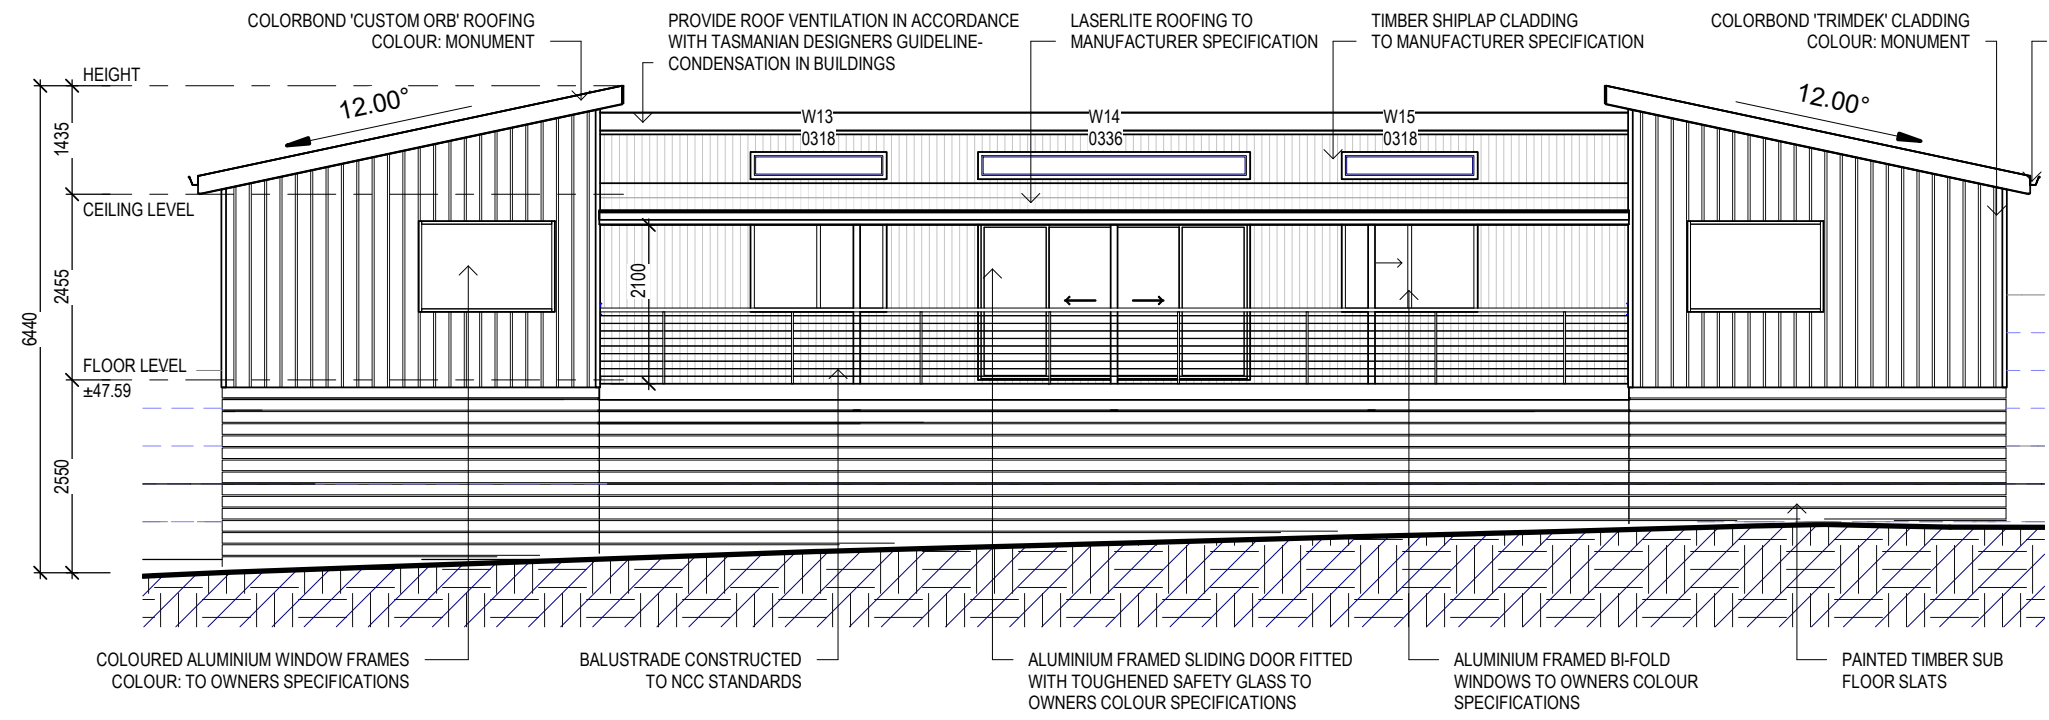 COLORBOND 'CUSTOM ORB' ROOFING
COLOUR: MONUMENT
PROVIDE ROOF VENTILATION IN ACCORDANCE
WITH TASMANIAN DESIGNERS GUIDELINE-
CONDENSATION IN BUILDINGS
LASERLITE ROOFING TO
MANUFACTURER SPECIFICATION
TIMBER SHIPLAP CLADDING
TO MANUFACTURER SPECIFICATION
COLORBOND 'TRIMDEK' CLADDING
COLOUR: MONUMENT
HEIGHT
12.00°
12.00°
W13
0318
W14
0336
W15
0318
1435
CEILING LEVEL
2455
2100
6440
FLOOR LEVEL
±47.59
2550
COLOURED ALUMINIUM WINDOW FRAMES
COLOUR: TO OWNERS SPECIFICATIONS
BALUSTRADE CONSTRUCTED
TO NCC STANDARDS
ALUMINIUM FRAMED SLIDING DOOR FITTED
WITH TOUGHENED SAFETY GLASS TO
OWNERS COLOUR SPECIFICATIONS
ALUMINIUM FRAMED BI-FOLD
WINDOWS TO OWNERS COLOUR
SPECIFICATIONS
PAINTED TIMBER SUB
FLOOR SLATS